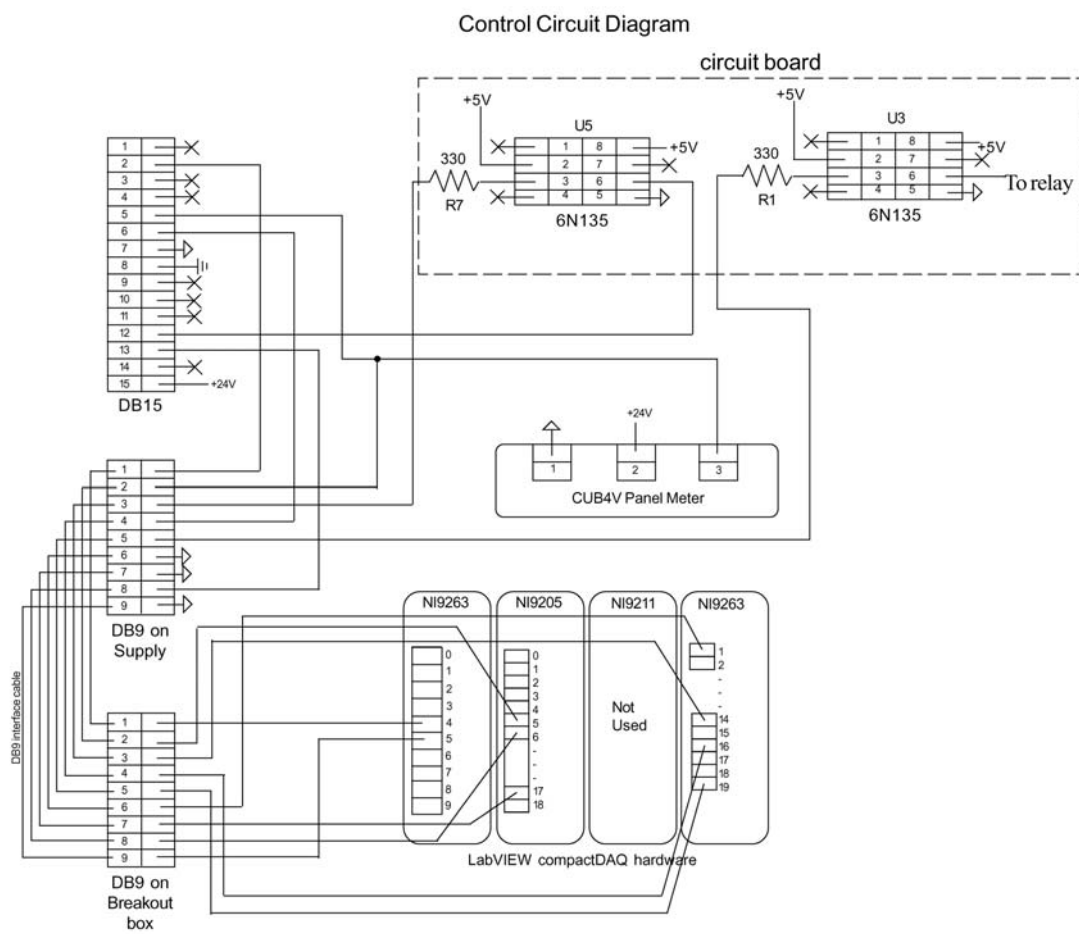 Control Circuit Diagram
circuit board
+5V
U5
1 8 +5V
2 7
3 6
4 5
330
R7
6N135
+5V
U3
1 8 +5V
2 7
3 6 To relay
4 5
330
R1
6N135
1
2
3
4
5
6
7
8
9
10
11
12
13
14
15 +24V
DB15
+24V
1 2 3
CUB4V Panel Meter
1
2
3
4
5
6
7
8
9
DB9 on
Supply
DB9 interface cable
1
2
3
4
5
6
7
8
9
DB9 on
Breakout
box
NI9263
0
1
2
3
4
5
6
7
8
9
NI9205
0
1
2
3
4
5
6
-
-
-
17
18
NI9211
Not
Used
NI9263
1
2
-
-
-
14
15
16
17
18
19
LabVIEW compactDAQ hardware